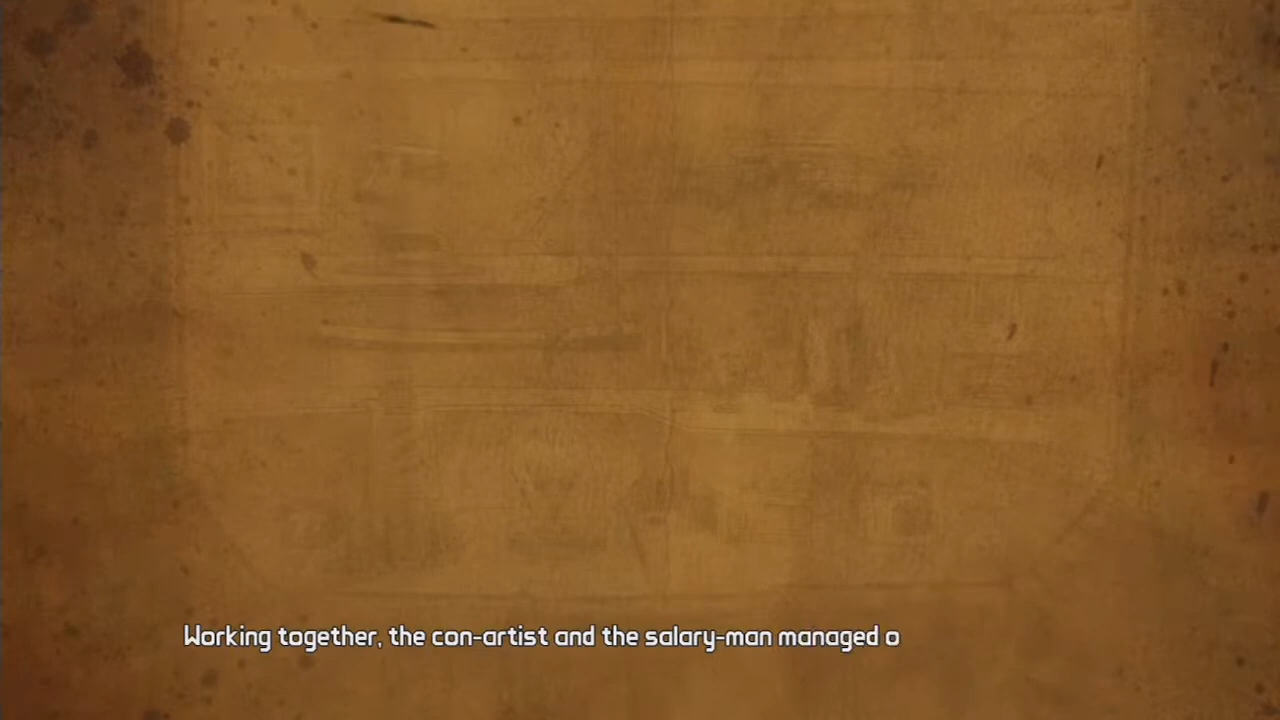 Working together, the con-artist and the salary-man managed o